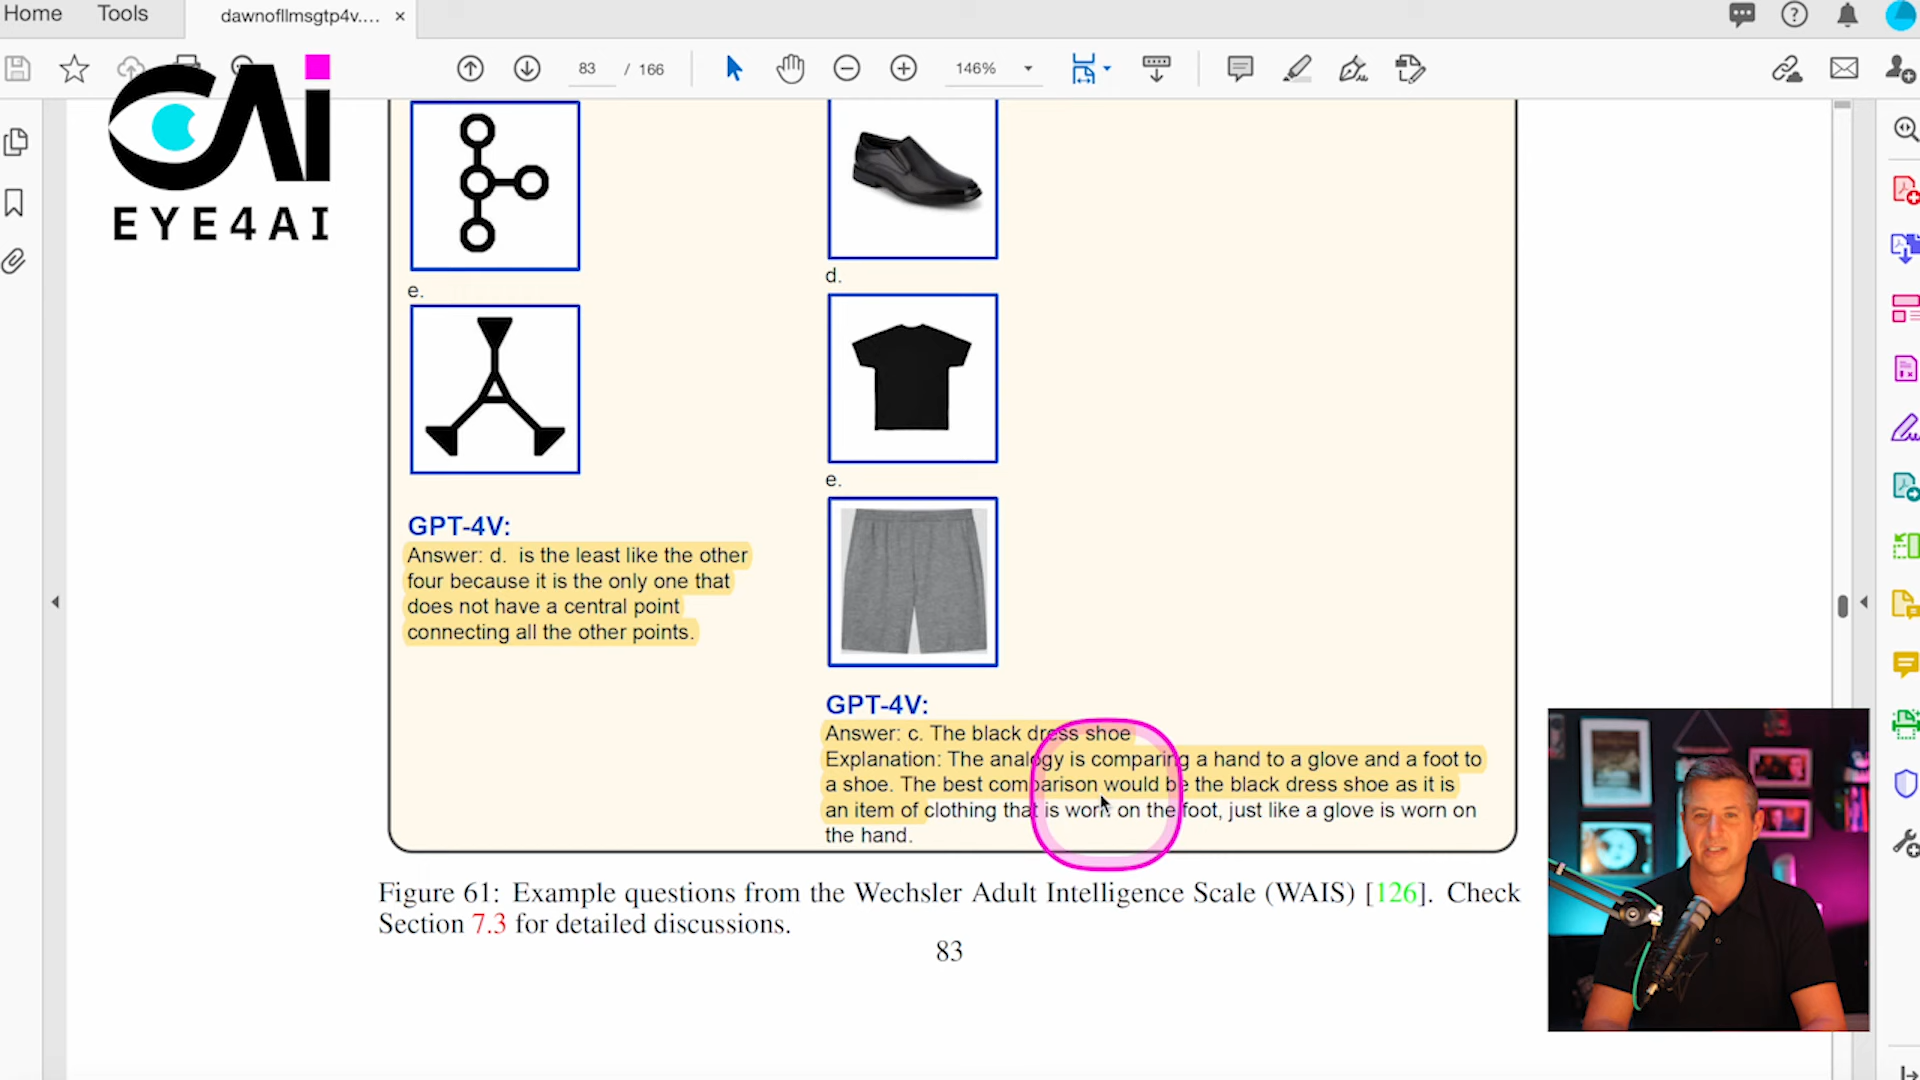 Home
Tools
dawnofllmsgtp4v....
83 / 166
146%
EYE4AI
e.
GPT-4V:
Answer: d.  is the least like the other
four because it is the only one that
does not have a central point
connecting all the other points.
d.
e.
GPT-4V:
Answer: c. The black dress shoe
Explanation: The analogy is comparing a hand to a glove and a foot to
a shoe. The best comparison would be the black dress shoe as it is
an item of clothing that is worn on the foot, just like a glove is worn on
the hand.
Figure 61: Example questions from the Wechsler Adult Intelligence Scale (WAIS) [126]. Check
Section 7.3 for detailed discussions.
83